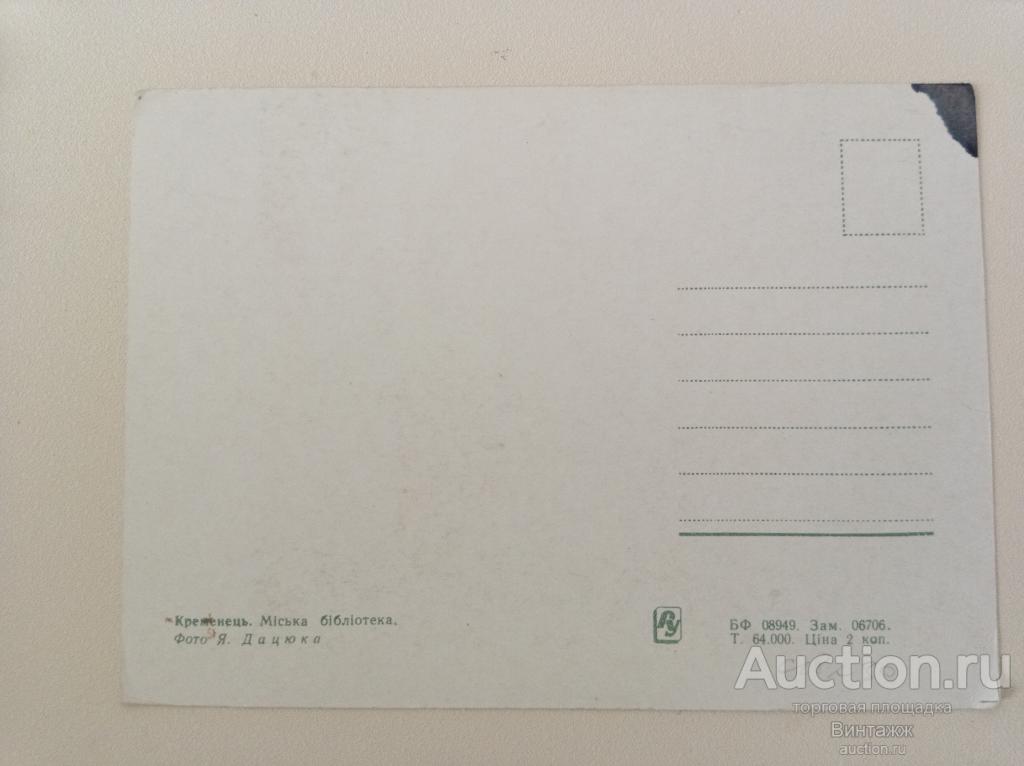 Кременець. Міська бібліотека.
Фото Я. Дацюка
БФ 08949. Зам. 06706.
Т. 64.000. Ціна 2 коп.
Auction.ru
торговая площадка
Винтажж
auction.ru